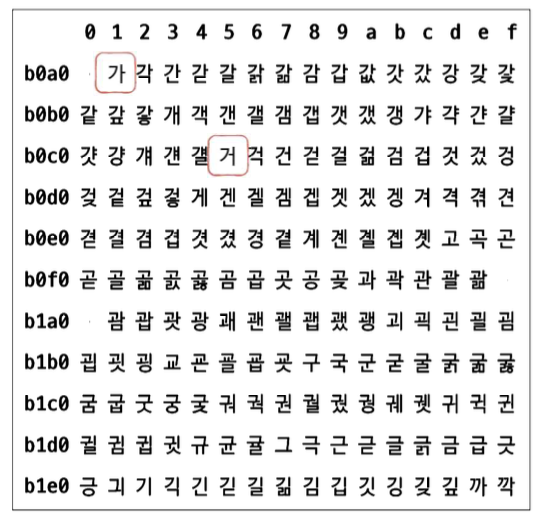 0 1 2 3 4 5 6 7 8 9 a b c d e f
b0a0 가 각 간 갇 갈 갉 갊 감 갑 값 갓 갔 강 갖 갗
b0b0 같 갚 갛 개 객 갠 갤 갬 갭 갯 갰 갱 갸 갹 갼 걀
b0c0 걋 걍 걔 걘 걜 거 걱 건 걷 걸 걺 검 겁 것 겄 겅
b0d0 겆 겉 겊 겋 게 겐 겔 겜 겝 겟 겠 겡 겨 격 겪 견
b0e0 겯 결 겸 겹 겻 겼 경 곁 계 곈 곌 곕 곗 고 곡 곤
b0f0 곧 골 곪 곬 곯 곰 곱 곳 공 곶 과 곽 관 괄 괆
b1a0 괌 괍 괏 광 괘 괜 괠 괩 괬 괭 괴 괵 괸 괼 굄
b1b0 굅 굇 굉 교 굔 굘 굡 굣 구 국 군 굳 굴 굵 굶 굻
b1c0 굼 굽 굿 궁 궂 궈 궉 권 궐 궜 궝 궤 궷 귀 귁 귄
b1d0 귈 귐 귑 귓 규 균 귤 그 극 근 귿 글 긁 금 급 긋
b1e0 긍 긔 기 긱 긴 긷 길 긺 김 깁 깃 깅 깆 깊 까 깍